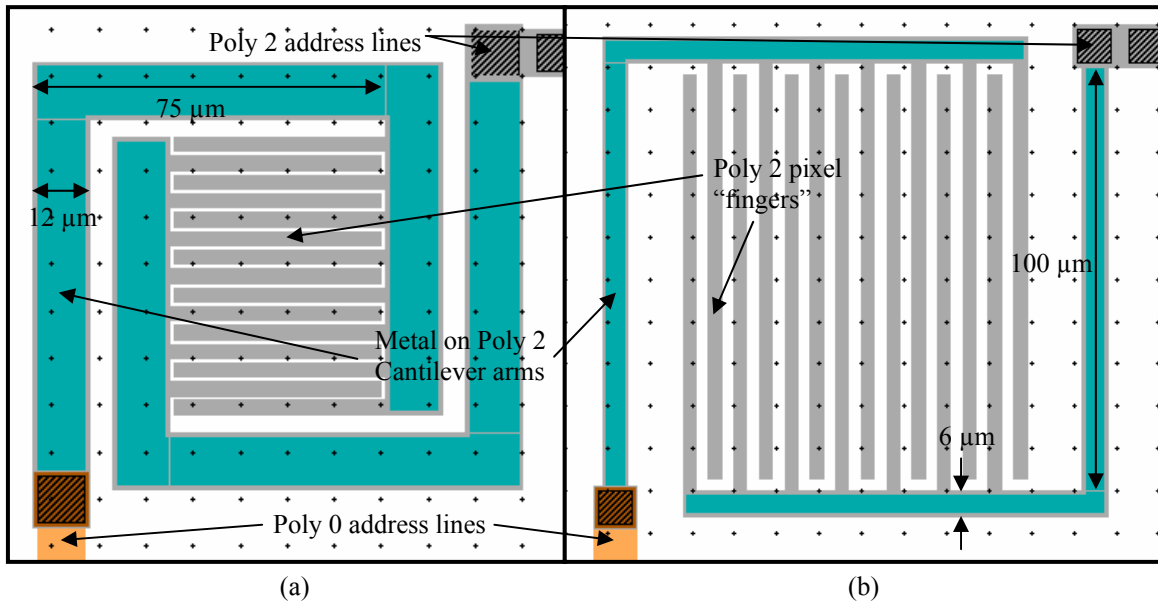 Poly 2 address lines
75 µm
12 µm
Poly 2 pixel
“fingers”
100 µm
Metal on Poly 2
Cantilever arms
6 µm
Poly 0 address lines
(a)
(b)